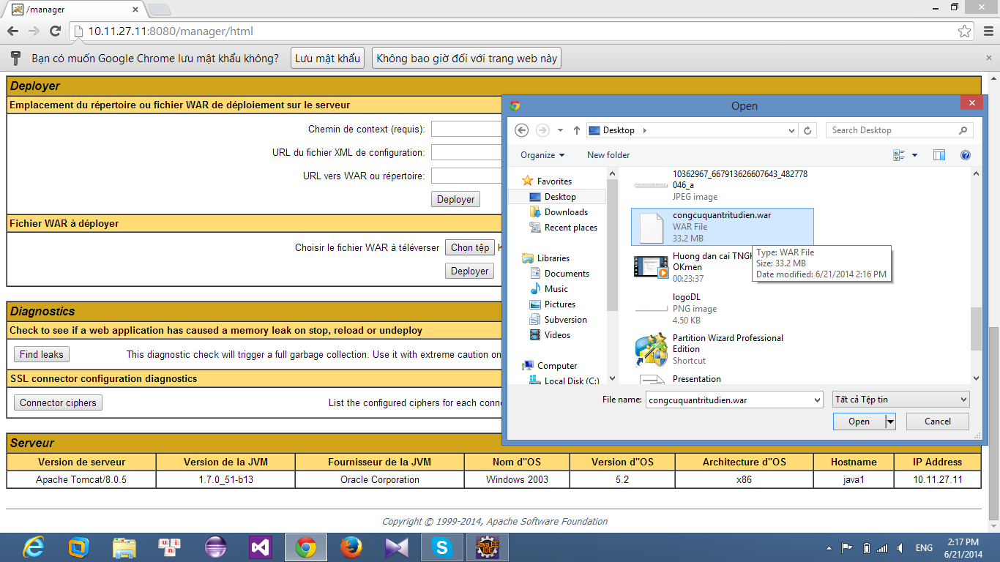 /manager
10.11.27.11:8080/manager/html
Bạn có muốn Google Chrome lưu mật khẩu không? Lưu mật khẩu Không bao giờ đối với trang web này
Deployer
Emplacement du répertoire ou fichier WAR de déploiement sur le serveur
Chemin de context (requis):
URL du fichier XML de configuration:
URL vers WAR ou répertoire:
Deployer
Fichier WAR à déployer
Choisir le fichier WAR à téléverser Chọn tệp K
Deployer
Diagnostics
Check to see if a web application has caused a memory leak on stop, reload or undeploy
Find leaks This diagnostic check will trigger a full garbage collection. Use it with extreme caution on
SSL connector configuration diagnostics
Connector ciphers List the configured ciphers for each conne
Open
Desktop
Search Desktop
Organize New folder
Favorites
Desktop
Downloads
Recent places
Libraries
Documents
Music
Pictures
Subversion
Videos
Computer
Local Disk (C:)
10362967_667913626607643_482778
046_a
JPEG image
congcuquantritudien.war
WAR File
33.2 MB
Huong dan cai TNGH
OKmen
00:23:37
Type: WAR File
Size: 33.2 MB
Date modified: 6/21/2014 2:16 PM
logoDL
PNG image
4.50 KB
Partition Wizard Professional
Edition
Shortcut
Presentation
File name: congcuquantritudien.war Tất cả Tệp tin
Open Cancel
Serveur
Version de serveur Version de la JVM Fournisseur de la JVM Nom d''OS Version d''OS Architecture d''OS Hostname IP Address
Apache Tomcat/8.0.5 1.7.0_51-b13 Oracle Corporation Windows 2003 5.2 x86 java1 10.11.27.11
Copyright © 1999-2014, Apache Software Foundation
u n i
Java EE
IDE
ENG
2:17 PM
6/21/2014